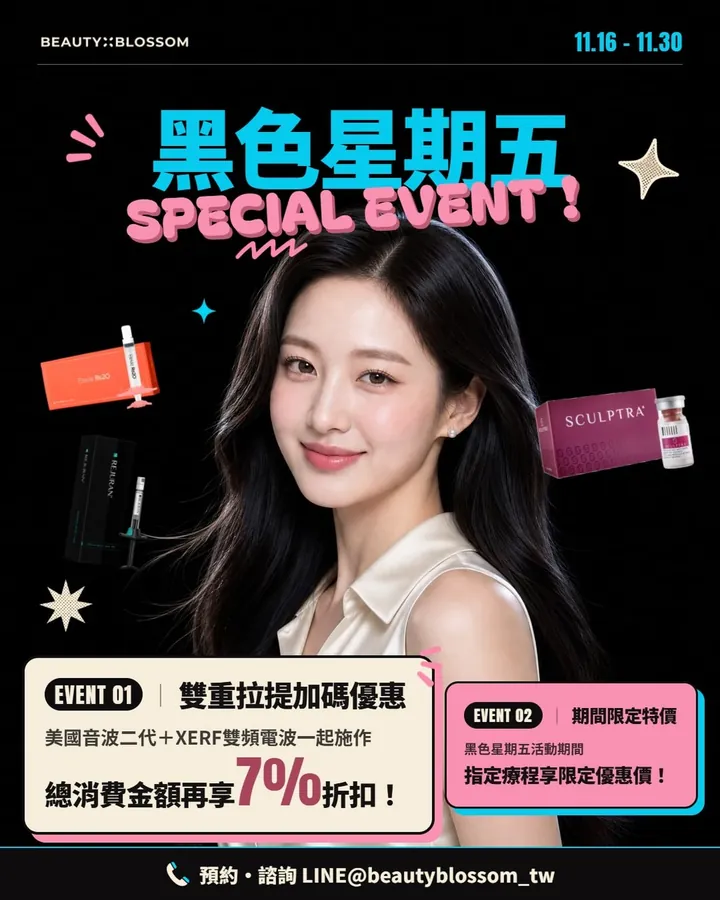 BEAUTY::BLOSSOM
11.16 - 11.30
黑色星期五
SPECIAL EVENT !
SCULPTRA
REJURAN
EVENT 01 | 雙重拉提加碼優惠
美國音波二代＋XERF雙頻電波一起施作
總消費金額再享7%折扣！
EVENT 02 | 期間限定特價
黑色星期五活動期間
指定療程享限定優惠價！
預約・諮詢 LINE@beautyblossom_tw